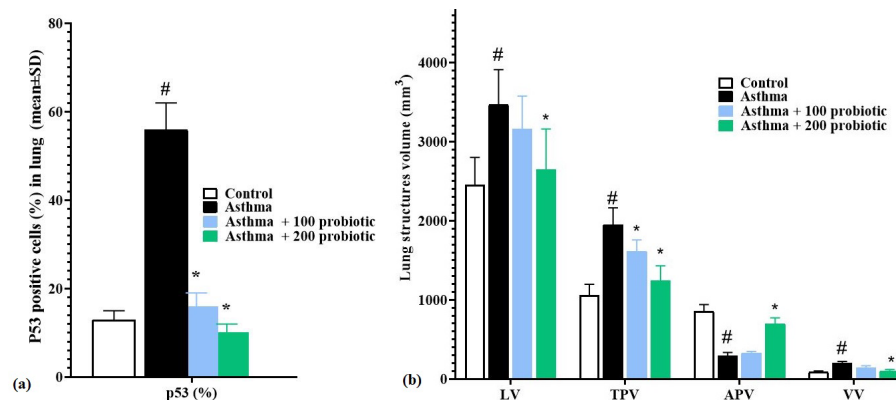 P53 positive cells (%) in lung (mean±SD)
80
60
40
20
0
#
*
*
Control
Asthma
Asthma + 100 probiotic
Asthma + 200 probiotic
(a)
p53 (%)
Lung structures volume (mm³)
4000
3000
2000
1000
0
#
*
#
*
*
#
*
#
*
Control
Asthma
Asthma + 100 probiotic
Asthma + 200 probiotic
(b)
LV TPV APV VV